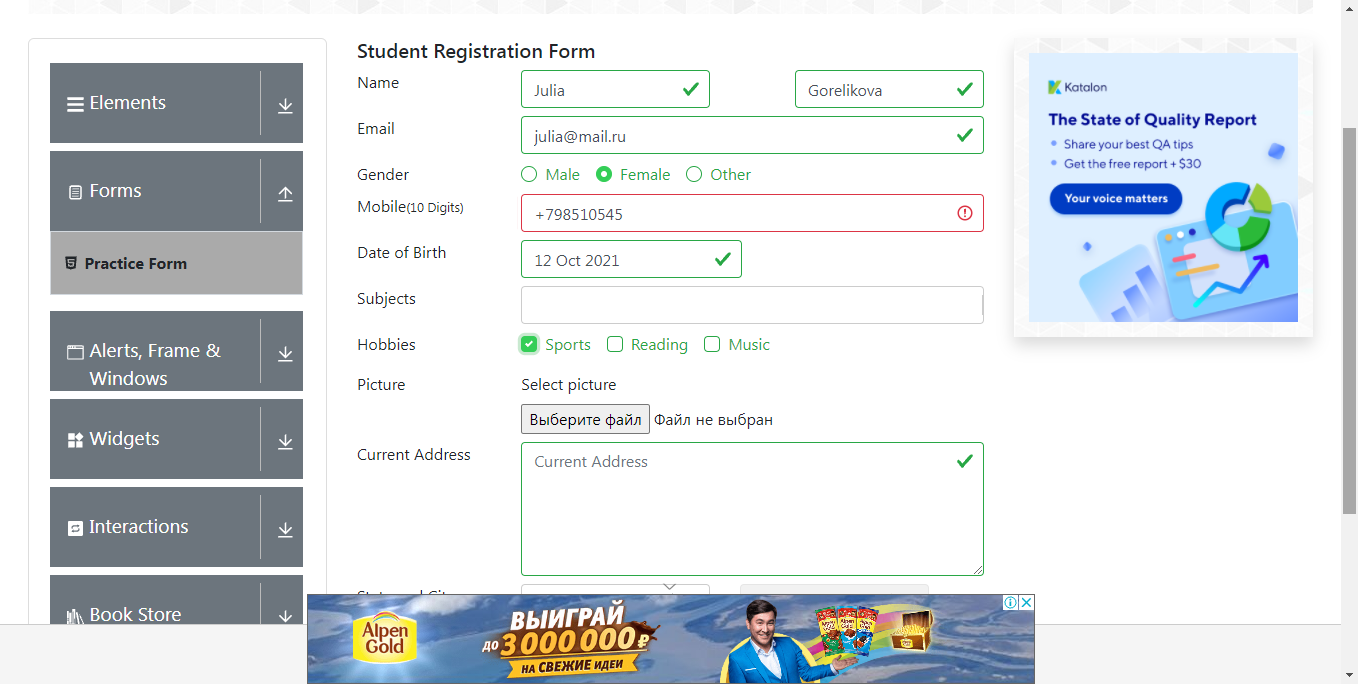 Elements
Forms
Practice Form
Alerts, Frame &
Windows
Widgets
Interactions
Book Store
Student Registration Form
Name
Julia
Gorelikova
Email
julia@mail.ru
Gender
Male Female Other
Mobile(10 Digits)
+798510545
Date of Birth
12 Oct 2021
Subjects
Hobbies
Sports Reading Music
Picture
Select picture
Выберите файл Файл не выбран
Current Address
Current Address
Katalon
The State of Quality Report
Share your best QA tips
Get the free report + $30
Your voice matters
Alpen
Gold
ВЫИГРАЙ
ДО 3 000 000 ₽
НА СВЕЖИЕ ИДЕИ